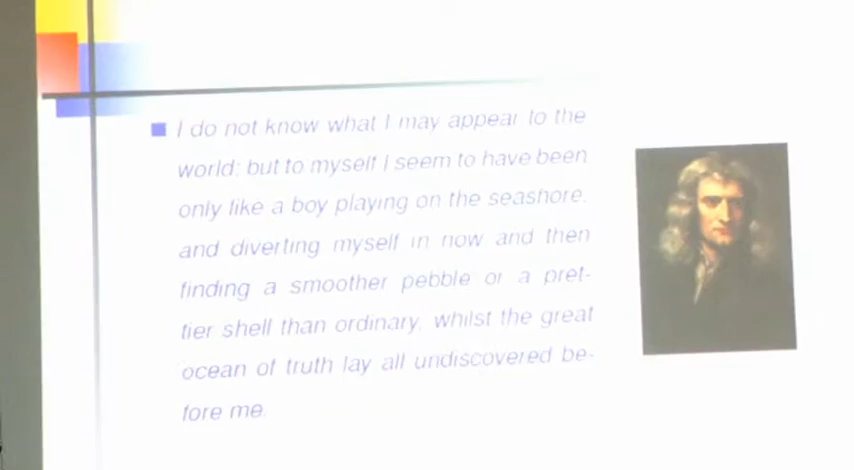 I do not know what I may appear to the
world; but to myself I seem to have been
only like a boy playing on the seashore,
and diverting myself in now and then
finding a smoother pebble or a pret-
tier shell than ordinary, whilst the great
ocean of truth lay all undiscovered be-
fore me.